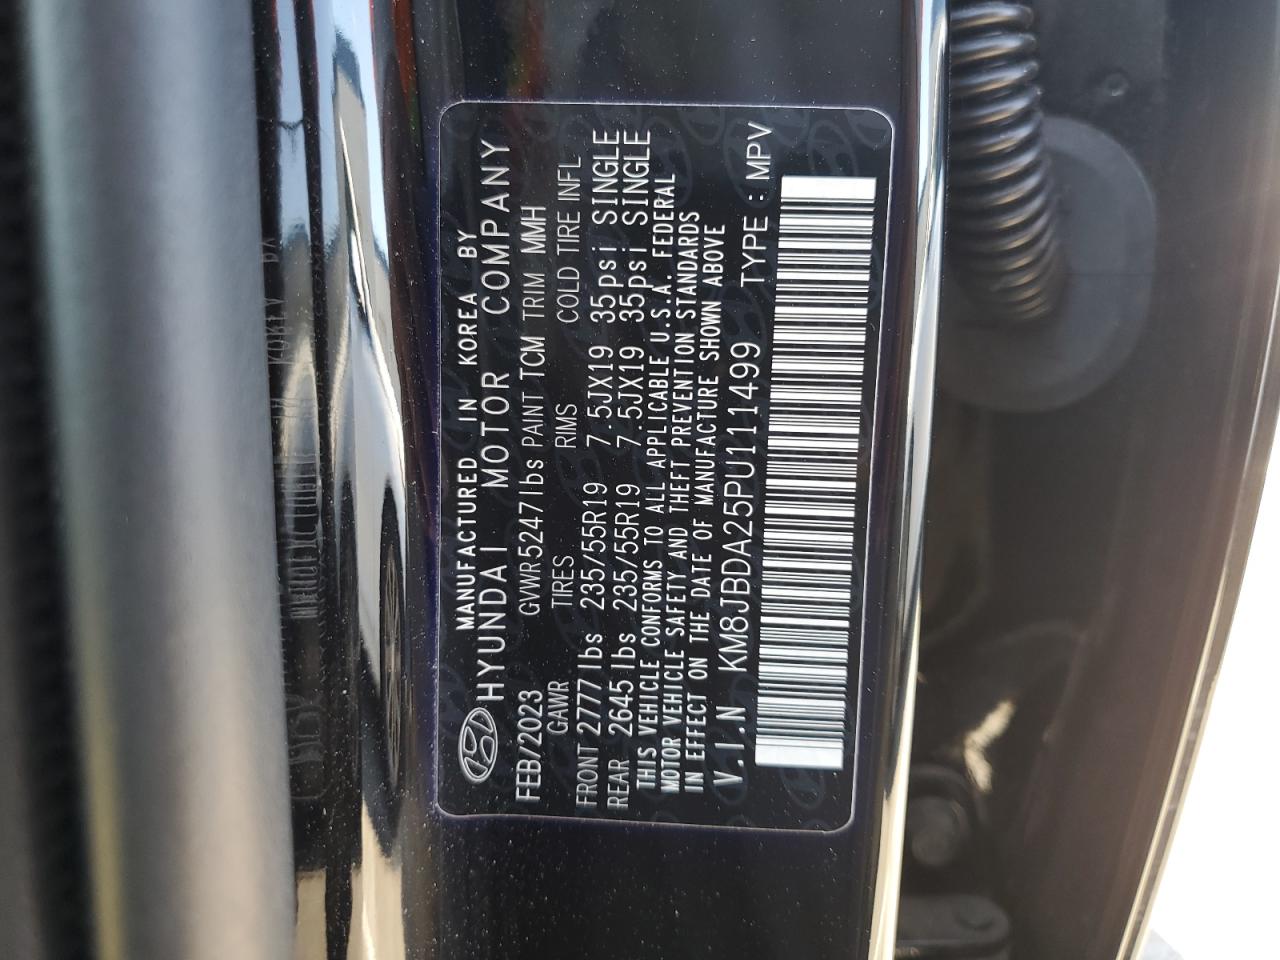 MANUFACTURED IN KOREA BY
HYUNDAI MOTOR COMPANY
FEB/2023 GVWR5247lbs PAINT TCM TRIM MMH
GAWR TIRES RIMS COLD TIRE INFL
FRONT 2777lbs 235/55R19 7.5JX19 35psi SINGLE
REAR 2645lbs 235/55R19 7.5JX19 35psi SINGLE
THIS VEHICLE CONFORMS TO ALL APPLICABLE U.S.A. FEDERAL
MOTOR VEHICLE SAFETY AND THEFT PREVENTION STANDARDS
IN EFFECT ON THE DATE OF MANUFACTURE SHOWN ABOVE
V.I.N KM8JBDA25PU111499 TYPE : MPV